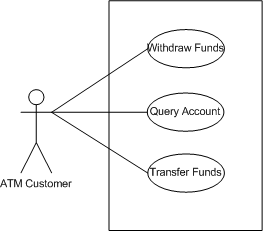 Withdraw Funds
Query Account
Transfer Funds
ATM Customer